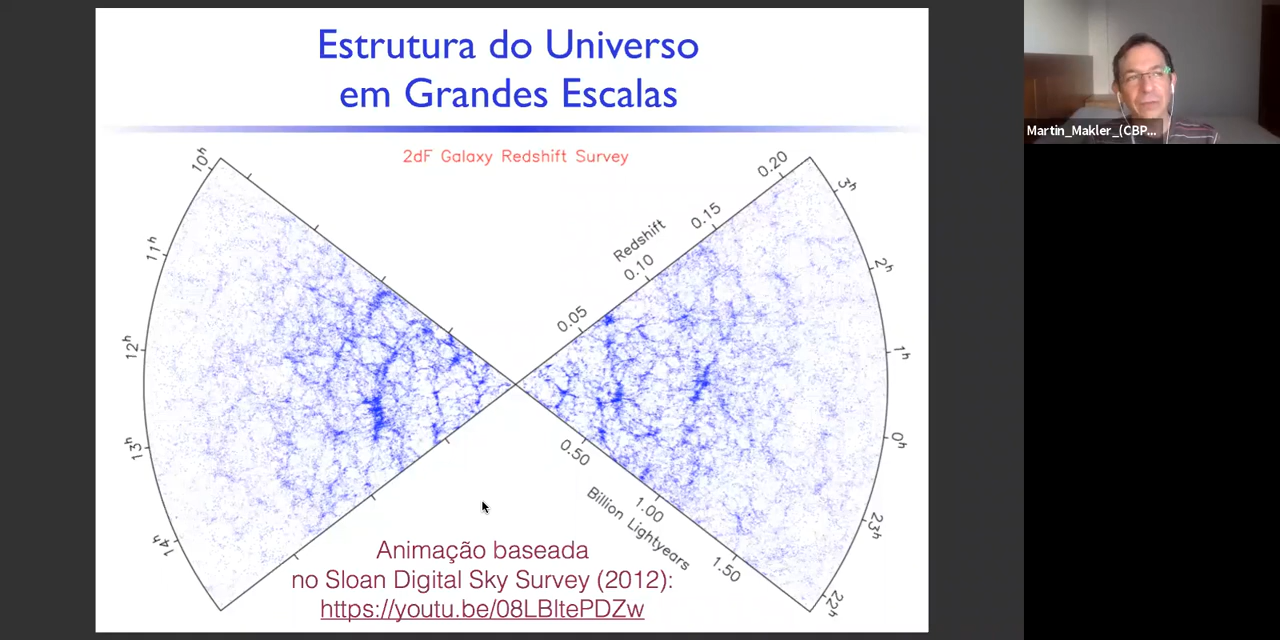 Estrutura do Universo
em Grandes Escalas
2dF Galaxy Redshift Survey
10h
11h
12h
13h
14h
Redshift
0.05
0.10
0.15
0.20
3h
2h
1h
0h
23h
22h
0.50
1.00
1.50
Billion Lightyears
Animação baseada
no Sloan Digital Sky Survey (2012):
https://youtu.be/08LBltePDZw
Martin_Makler_(CBP...